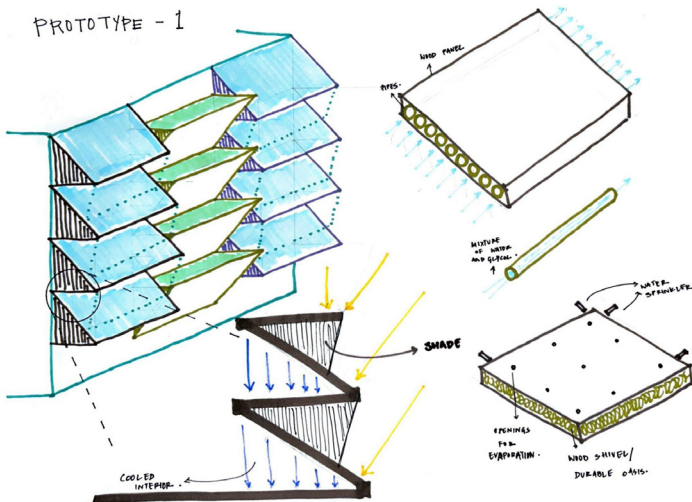 PROTOTYPE - 1
WOOD PANEL
PIPES.
MIXTURE
OF WATER
AND GLYCOL.
WATER
SPRINKLER
SHADE
OPENINGS
FOR
EVAPORATION.
WOOD SHIVEL/
DURABLE OASIS.
COOLED
INTERIOR.